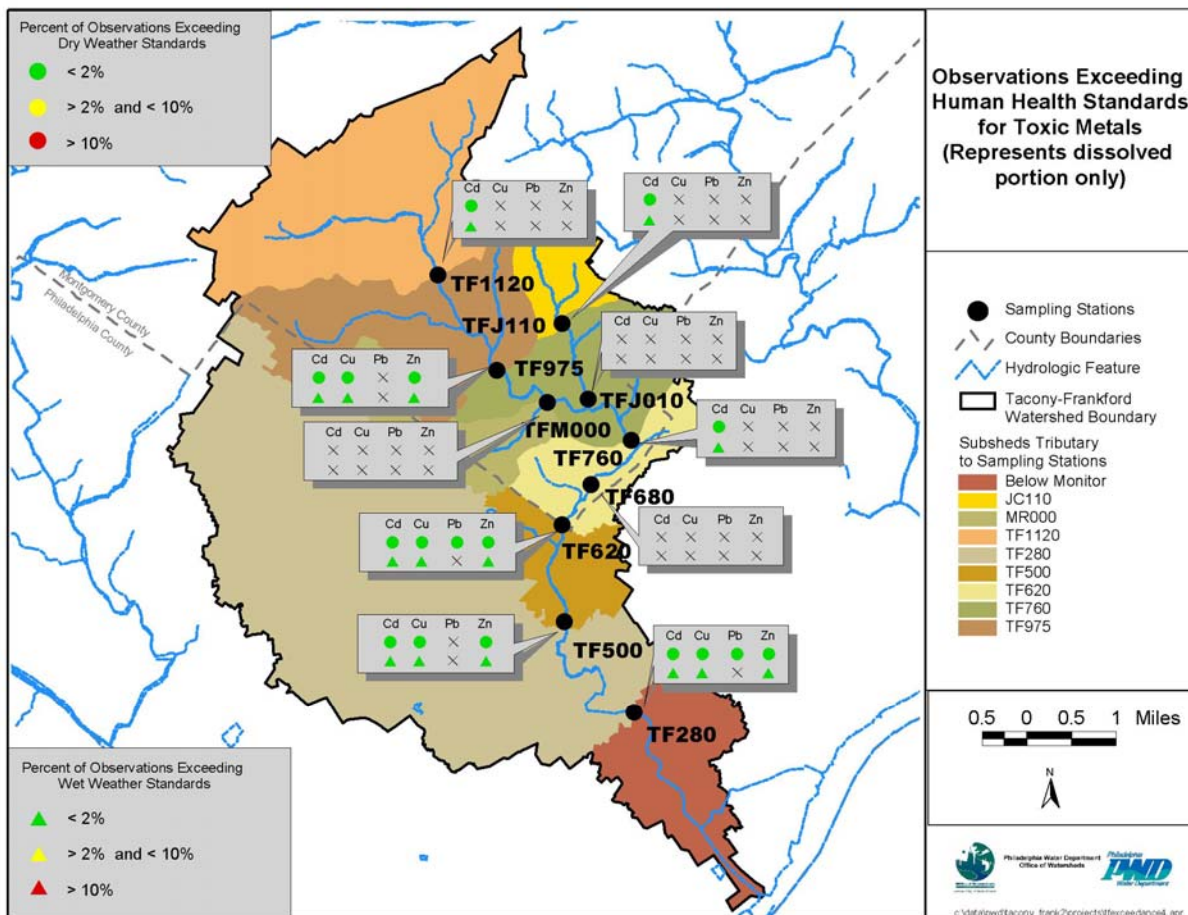 Percent of Observations Exceeding
Dry Weather Standards
< 2%
> 2% and < 10%
> 10%
Observations Exceeding
Human Health Standards
for Toxic Metals
(Represents dissolved
portion only)
Cd Cu Pb Zn
Cd Cu Pb Zn
Montgomery County
Philadelphia County
TF1120
TFJ110
Cd Cu Pb Zn
Cd Cu Pb Zn
TF975
TFJ010
Cd Cu Pb Zn
TFM000
Cd Cu Pb Zn
TF760
TF680
Cd Cu Pb Zn
Cd Cu Pb Zn
TF620
Cd Cu Pb Zn
TF500
Cd Cu Pb Zn
TF280
Sampling Stations
County Boundaries
Hydrologic Feature
Tacony-Frankford
Watershed Boundary
Subsheds Tributary
to Sampling Stations
Below Monitor
JC110
MR000
TF1120
TF280
TF500
TF620
TF760
TF975
0.5 0 0.5 1 Miles
N
Percent of Observations Exceeding
Wet Weather Standards
< 2%
> 2% and < 10%
> 10%
Philadelphia Water Department
Office of Watersheds
Philadelphia
PWD
Water Department